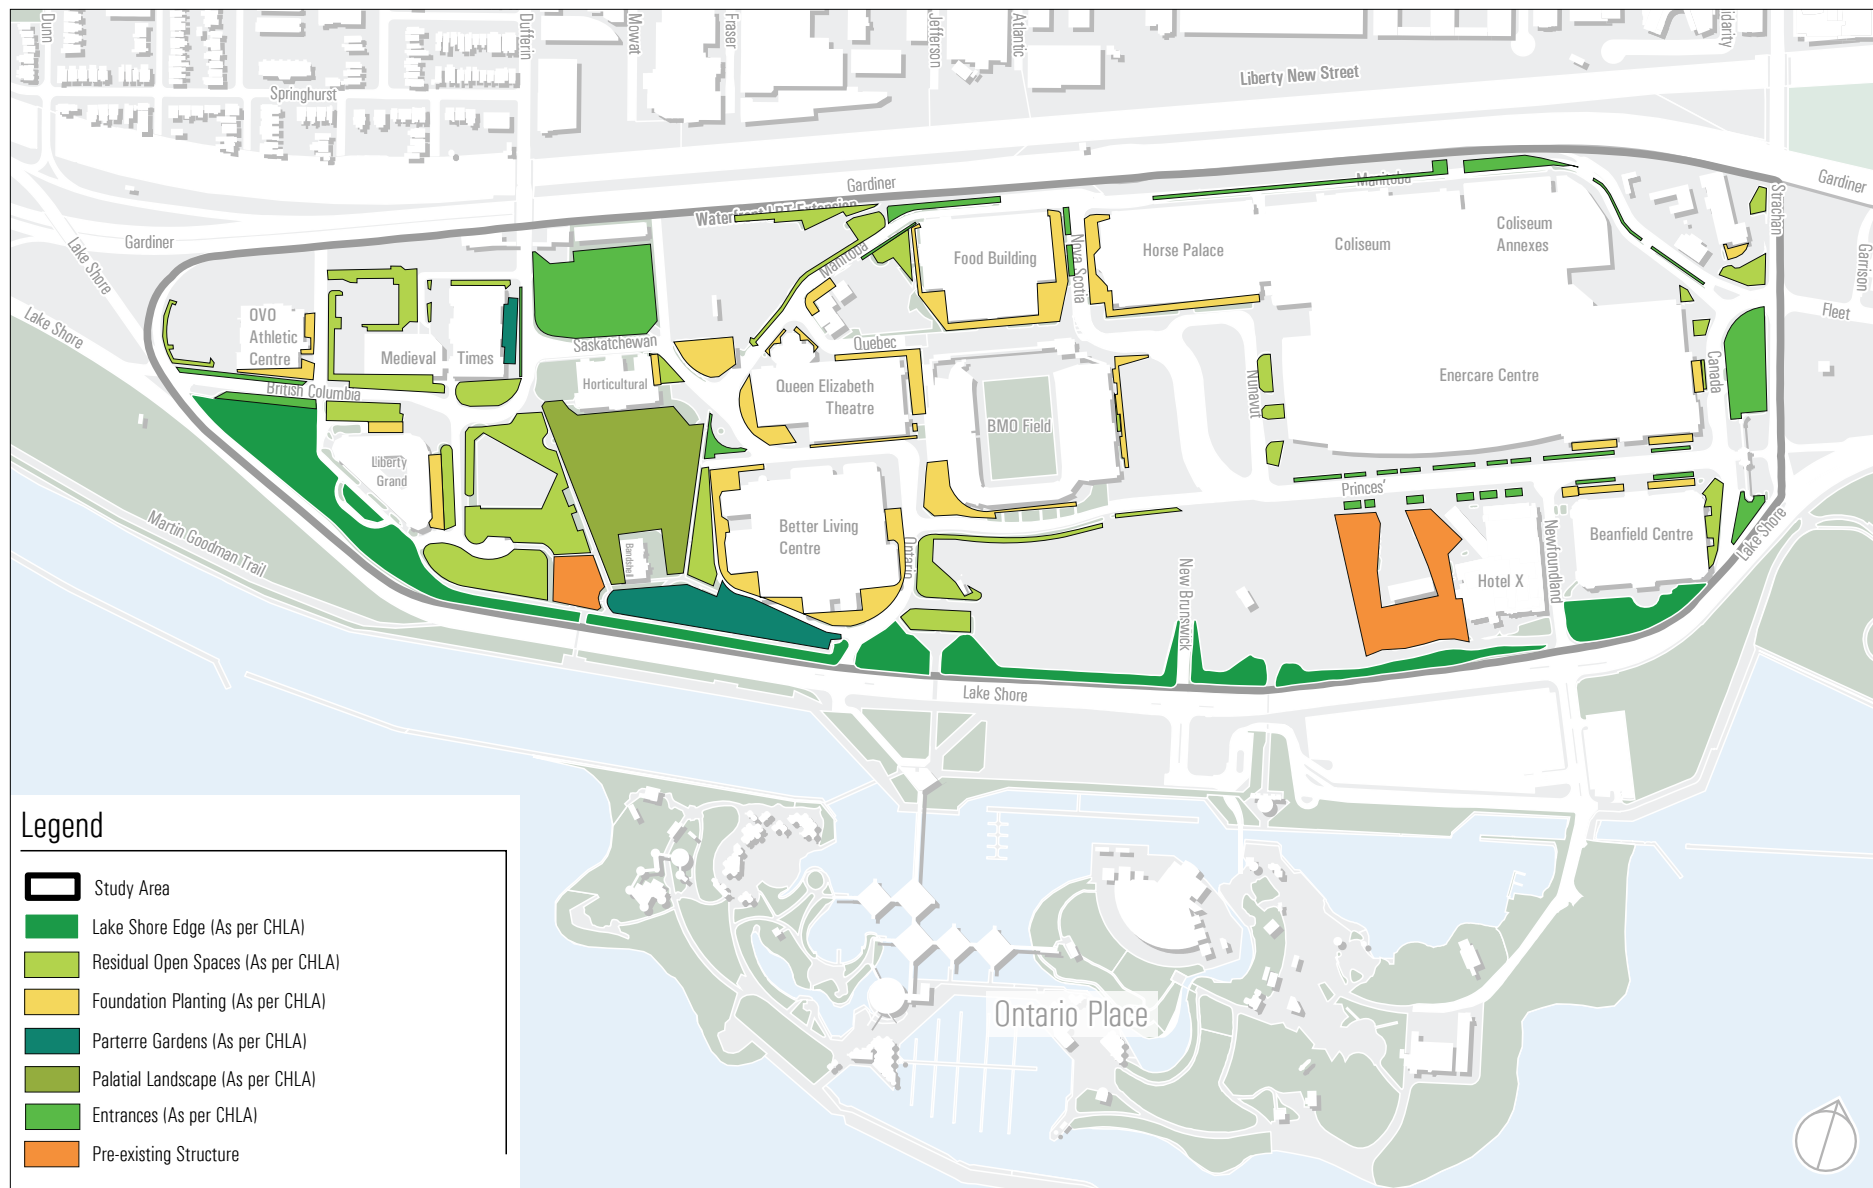 Dunn
Dufferin
Mowat
Fraser
Jefferson
Atlantic
idarity
Springhurst
Liberty New Street
Gardiner
Gardiner
Gardiner
Manitoba
Waterfront LRT Extension
Strachan
Lake Shore
Lake Shore
Garrison
Fleet
Food Building
Nova Scotia
Horse Palace
Coliseum
Coliseum
Annexes
Manitoba
OVO
Athletic
Centre
Medieval Times
Saskatchewan
Quebec
Horticultural
British Columbia
Queen Elizabeth
Theatre
BMO Field
Nunavut
Enercare Centre
Canada
Liberty
Grand
Princes'
Better Living
Centre
Bandshell
Ontario
New Brunswick
Hotel X
Newfoundland
Beanfield Centre
Lake Shore
Martin Goodman Trail
Lake Shore
Ontario Place
Legend
Study Area
Lake Shore Edge (As per CHLA)
Residual Open Spaces (As per CHLA)
Foundation Planting (As per CHLA)
Parterre Gardens (As per CHLA)
Palatial Landscape (As per CHLA)
Entrances (As per CHLA)
Pre-existing Structure